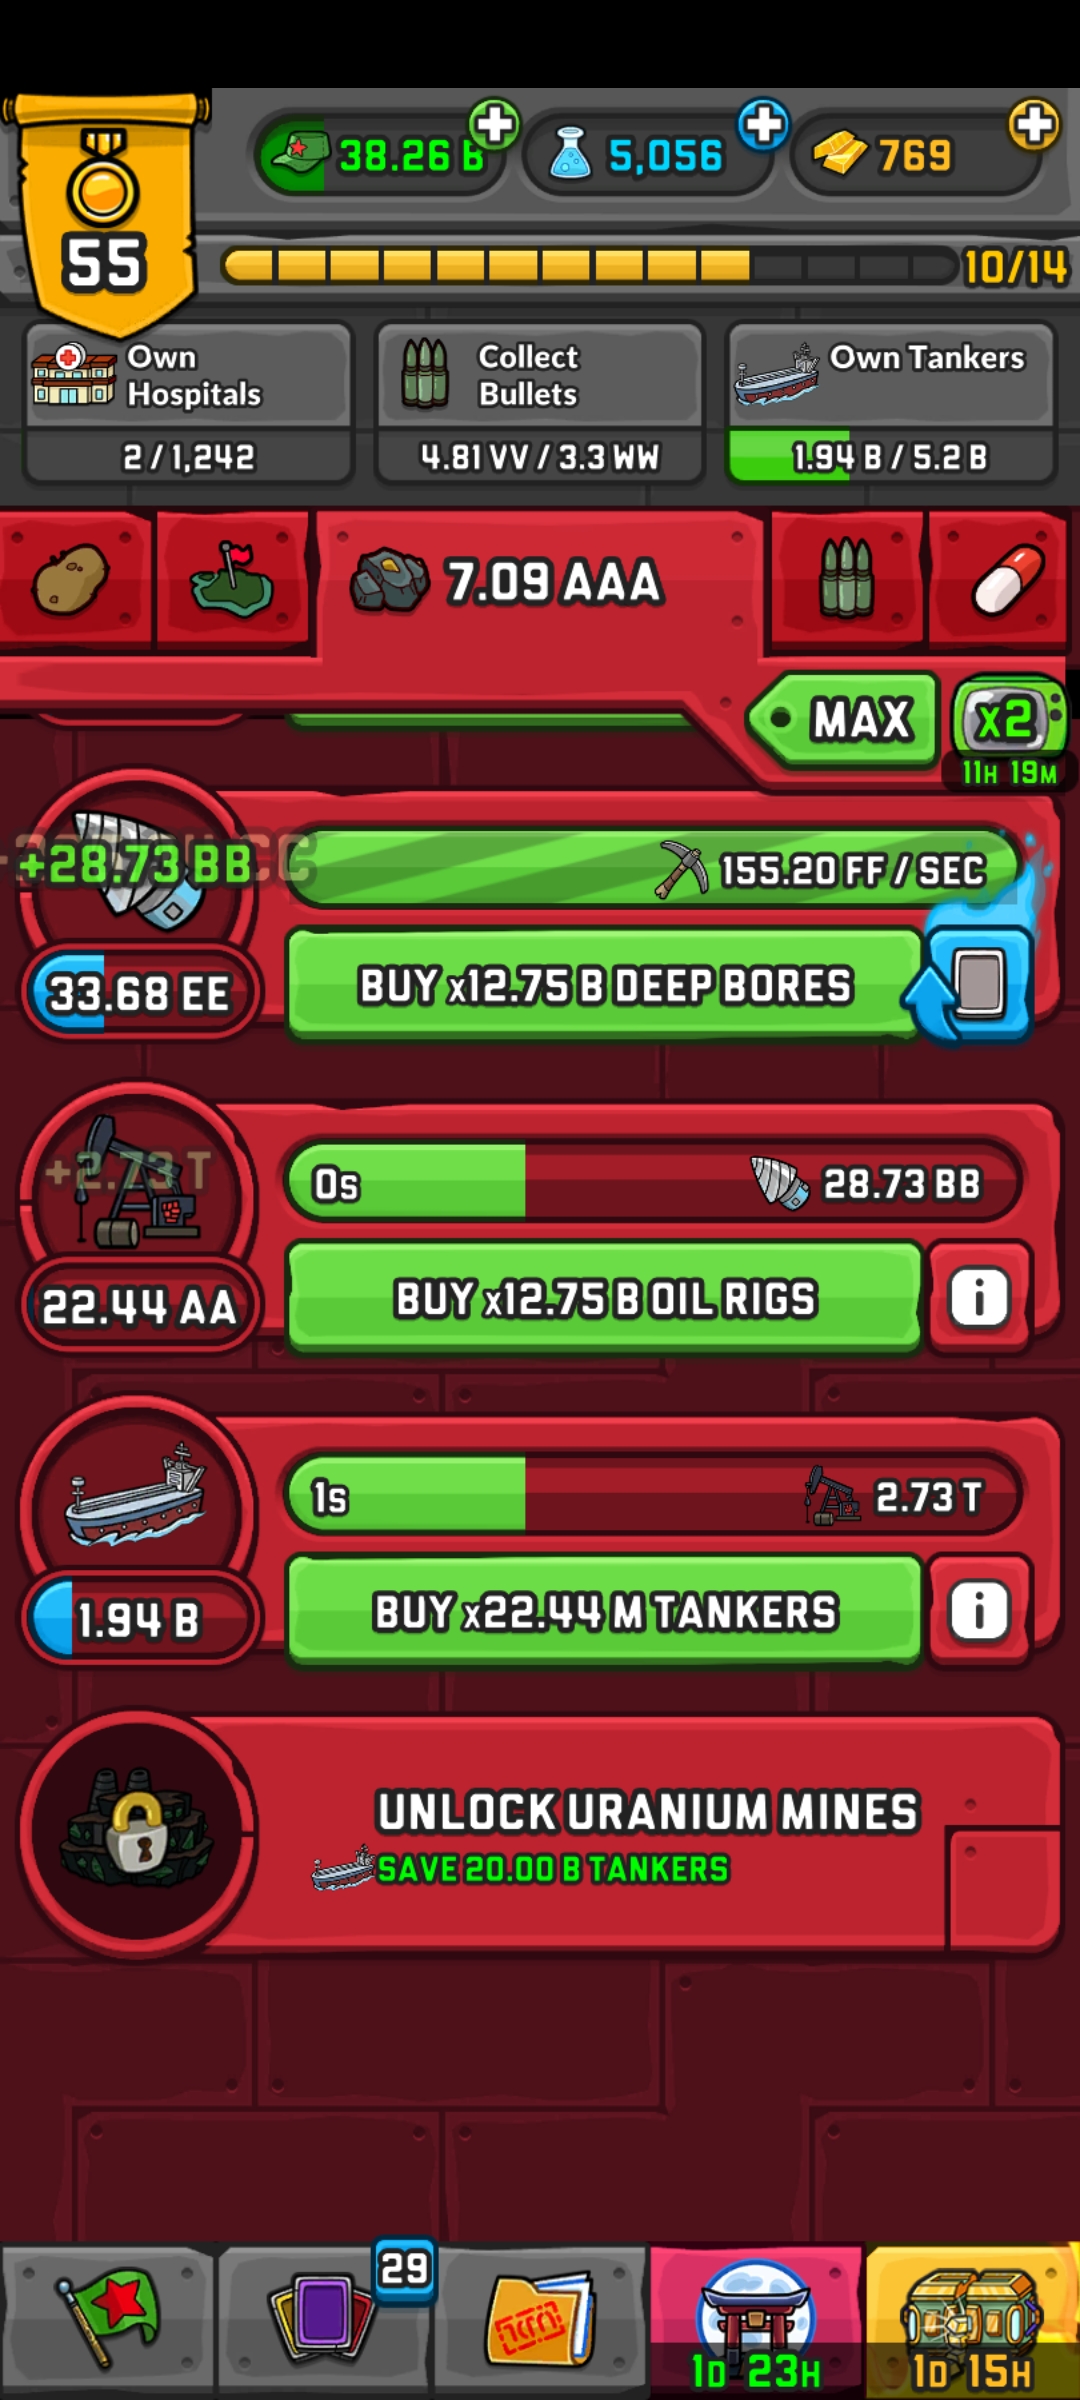 55
38.26 B
5,056
769
10/14
Own Hospitals
2 / 1,242
Collect Bullets
4.81 VV / 3.3 WW
Own Tankers
1.94 B / 5.2 B
7.09 AAA
MAX
x2
11H 19M
+28.73 BB
155.20 FF / SEC
33.68 EE
BUY x12.75 B DEEP BORES
+2.73 T
0s
28.73 BB
22.44 AA
BUY x12.75 B OIL RIGS
i
1s
2.73 T
1.94 B
BUY x22.44 M TANKERS
i
UNLOCK URANIUM MINES
SAVE 20.00 B TANKERS
29
1D 23H
1D 15H